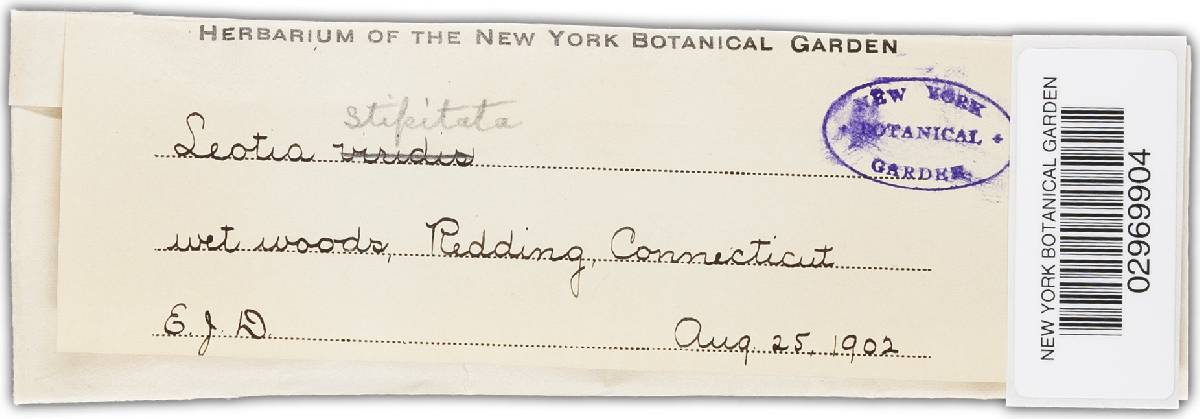 HERBARIUM OF THE NEW YORK BOTANICAL GARDEN
stipitata
Leotia viridis
NEW YORK
BOTANICAL
GARDEN
wet woods, Redding, Connecticut
E. J. D. Aug 25, 1902
NEW YORK BOTANICAL GARDEN
02969904